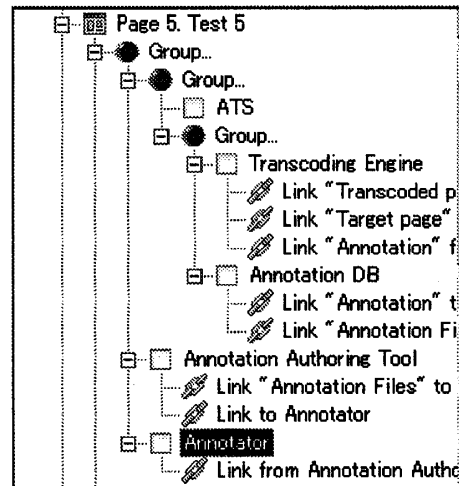 Page 5. Test 5
Group...
Group...
ATS
Group...
Transcoding Engine
Link "Transcoded p
Link "Target page"
Link "Annotation" f
Annotation DB
Link "Annotation" t
Link "Annotation Fi
Annotation Authoring Tool
Link "Annotation Files" to
Link to Annotator
Annotator
Link from Annotation Autho